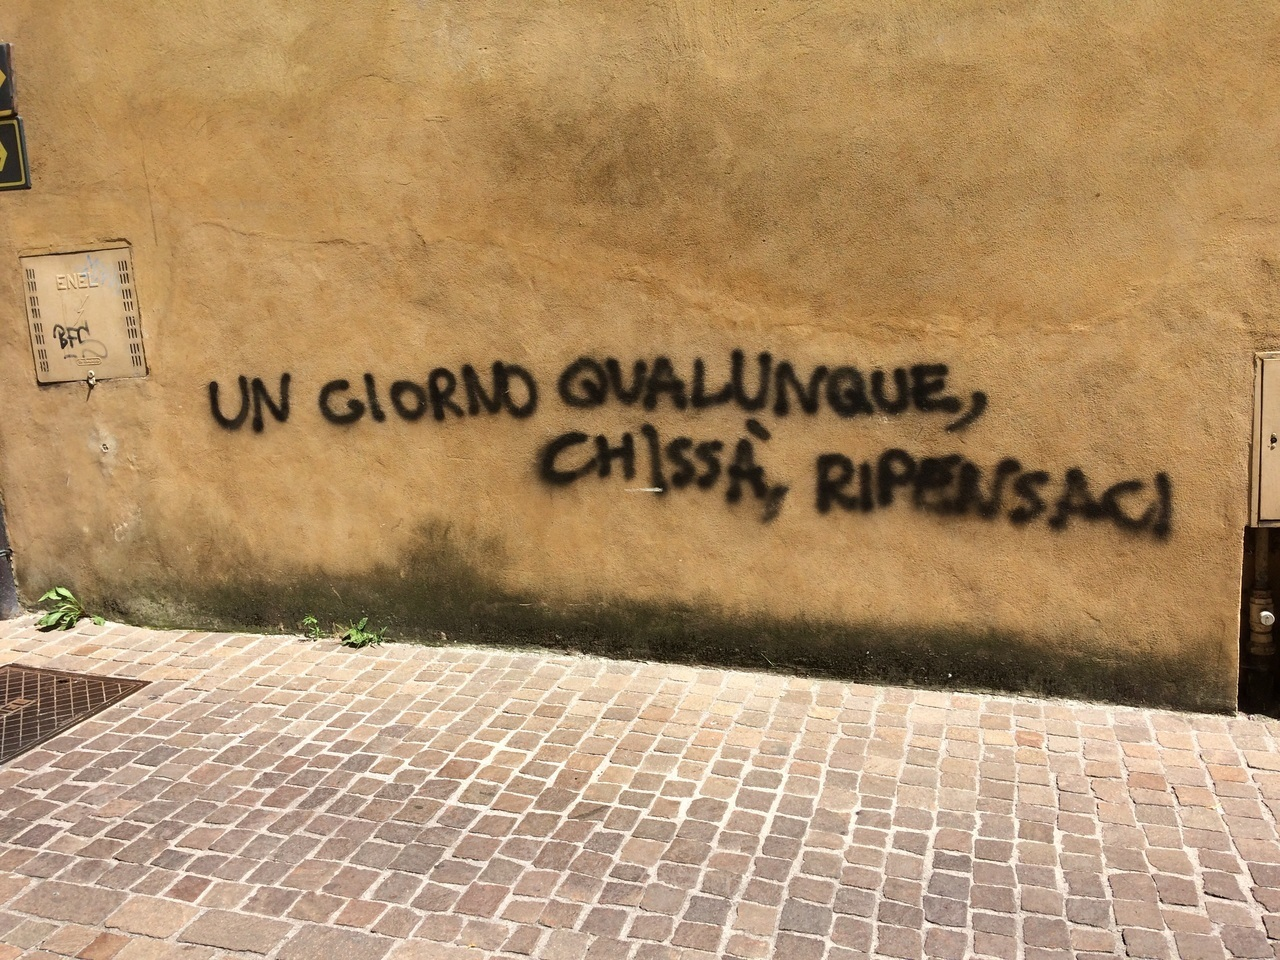 ENEL
BFC
UN GIORNO QUALUNQUE,
CHISSÀ, RIPENSACI